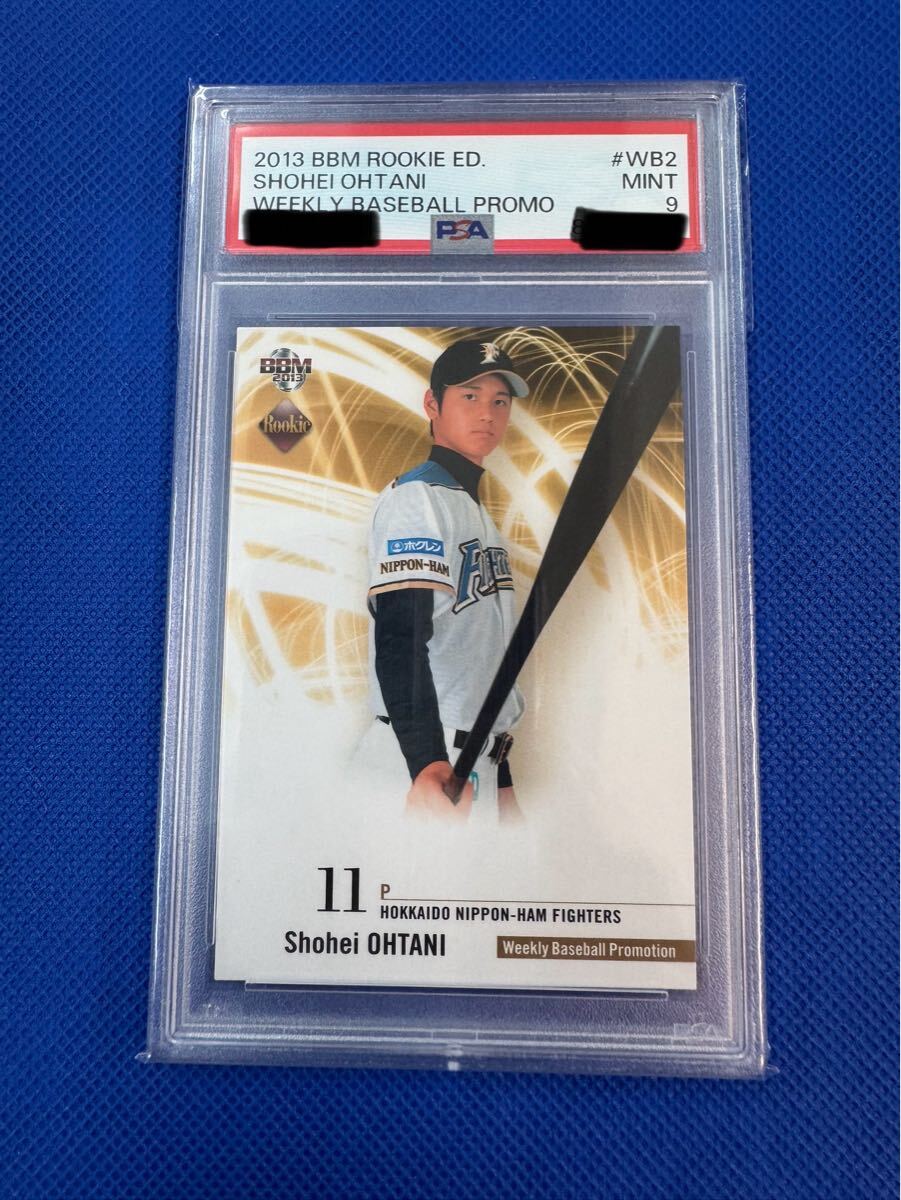 2013 BBM ROOKIE ED. #WB2
SHOHEI OHTANI MINT
WEEKLY BASEBALL PROMO 9
PSA
BBM
2013
Rookie
F
ホクレン
NIPPON-HAM
11 P
HOKKAIDO NIPPON-HAM FIGHTERS
Shohei OHTANI
Weekly Baseball Promotion
PSA